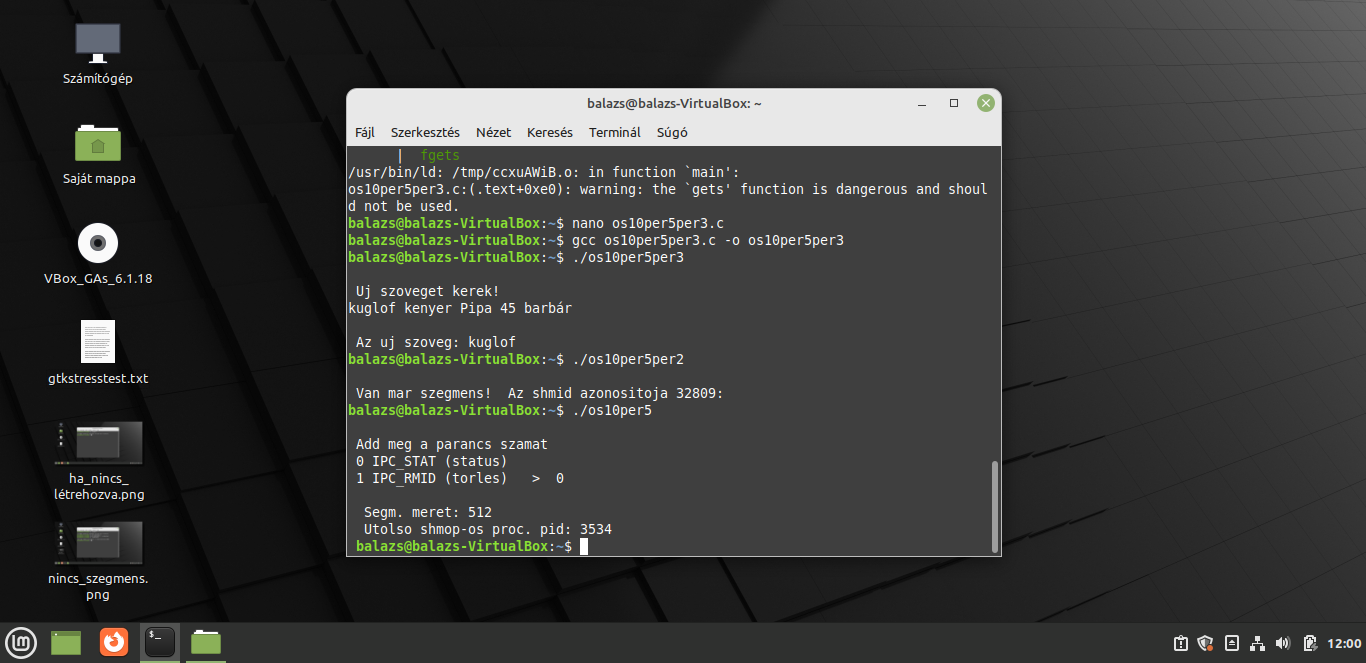 Számítógép
Saját mappa
VBox_GAs_6.1.18
gtkstresstest.txt
ha_nincs_
létrehozva.png
nincs_szegmens.
png
balazs@balazs-VirtualBox: ~
Fájl Szerkesztés Nézet Keresés Terminál Súgó
| fgets
/usr/bin/ld: /tmp/ccxuAWiB.o: in function `main':
os10per5per3.c:(.text+0xe0): warning: the `gets' function is dangerous and shoul
d not be used.
balazs@balazs-VirtualBox:~$ nano os10per5per3.c
balazs@balazs-VirtualBox:~$ gcc os10per5per3.c -o os10per5per3
balazs@balazs-VirtualBox:~$ ./os10per5per3
Uj szoveget kerek!
kuglof kenyer Pipa 45 barbár
Az uj szoveg: kuglof
balazs@balazs-VirtualBox:~$ ./os10per5per2
Van mar szegmens!  Az shmid azonositoja 32809:
balazs@balazs-VirtualBox:~$ ./os10per5
Add meg a parancs szamat
0 IPC_STAT (status)
1 IPC_RMID (torles)   >  0
Segm. meret: 512
Utolso shmop-os proc. pid: 3534
balazs@balazs-VirtualBox:~$
$_
12:00